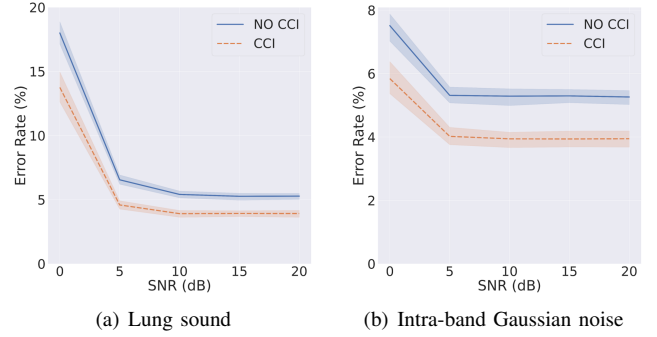 20
15
10
5
0
Error Rate (%)
NO CCI
CCI
0 5 10 15 20
SNR (dB)
(a) Lung sound
8
6
4
2
0
Error Rate (%)
NO CCI
CCI
0 5 10 15 20
SNR (dB)
(b) Intra-band Gaussian noise